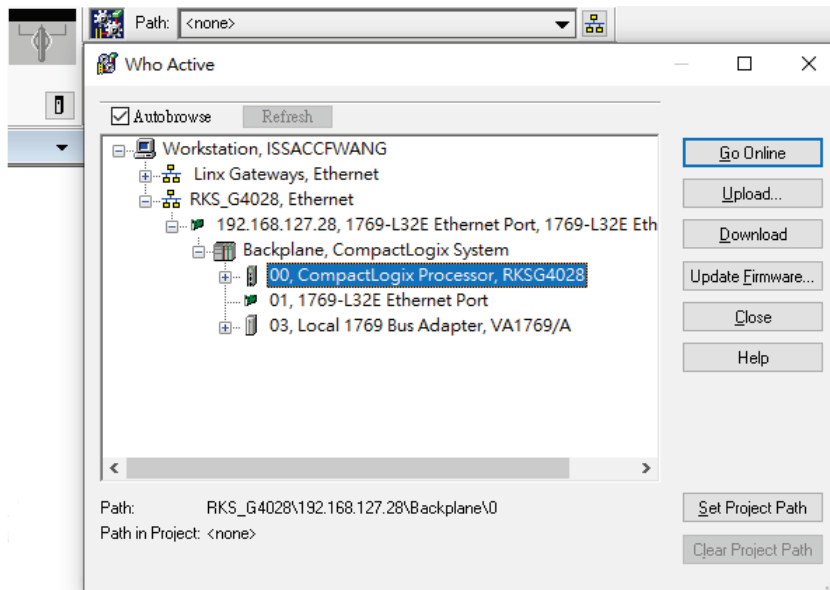 Path: <none>
Who Active
Autobrowse Refresh
Workstation, ISSACCFWANG
Linx Gateways, Ethernet
RKS_G4028, Ethernet
192.168.127.28, 1769-L32E Ethernet Port, 1769-L32E Eth
Backplane, CompactLogix System
00, CompactLogix Processor, RKSG4028
01, 1769-L32E Ethernet Port
03, Local 1769 Bus Adapter, VA1769/A
Go Online
Upload...
Download
Update Firmware...
Close
Help
Path: RKS_G4028\192.168.127.28\Backplane\0
Path in Project: <none>
Set Project Path
Clear Project Path